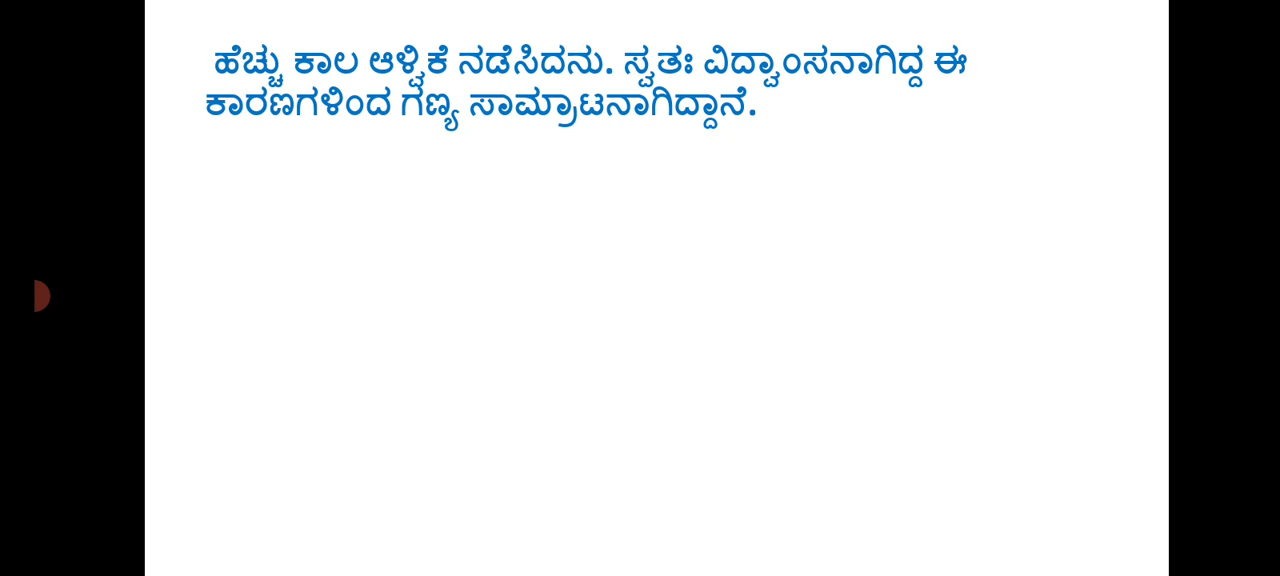 ಹೆಚ್ಚು ಕಾಲ ಆಳ್ವಿಕೆ ನಡೆಸಿದನು. ಸ್ವತಃ ವಿದ್ವಾಂಸನಾಗಿದ್ದ ಈ
ಕಾರಣಗಳಿಂದ ಗಣ್ಯ ಸಾಮ್ರಾಟನಾಗಿದ್ದಾನೆ.